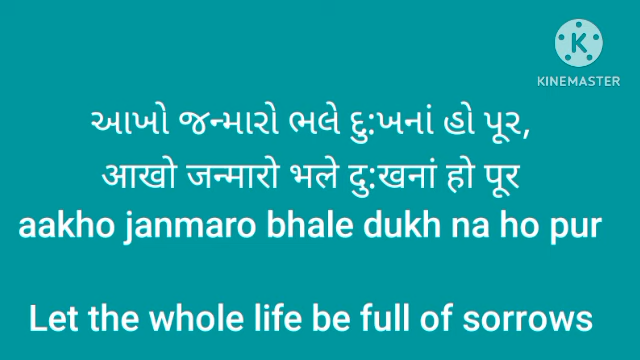 KINEMASTER
આખો જન્મારો ભલે દુ:ખનાં હો પૂર,
आखो जन्मारो भले दु:खनां हो पूर
aakho janmaro bhale dukh na ho pur
Let the whole life be full of sorrows